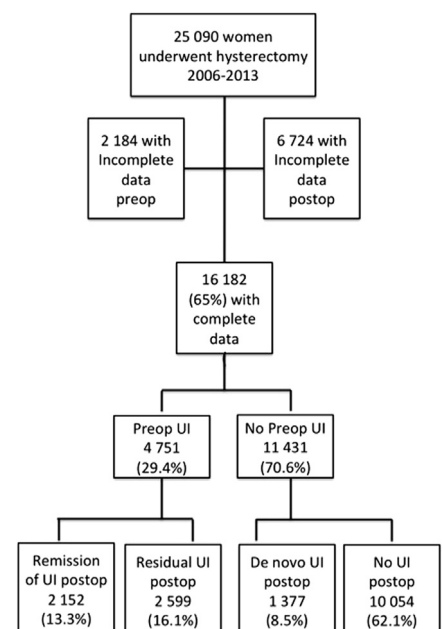 25 090 women
underwent hysterectomy
2006-2013
2 184 with
Incomplete
data
preop
6 724 with
Incomplete
data
postop
16 182
(65%) with
complete
data
Preop UI
4 751
(29.4%)
No Preop UI
11 431
(70.6%)
Remission
of UI postop
2 152
(13.3%)
Residual UI
postop
2 599
(16.1%)
De novo UI
postop
1 377
(8.5%)
No UI
postop
10 054
(62.1%)